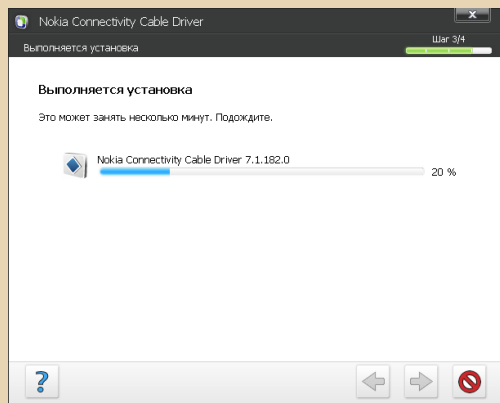 Nokia Connectivity Cable Driver
x
Выполняется установка
Шаг 3/4
Выполняется установка
Это может занять несколько минут. Подождите.
Nokia Connectivity Cable Driver 7.1.182.0
20 %
?